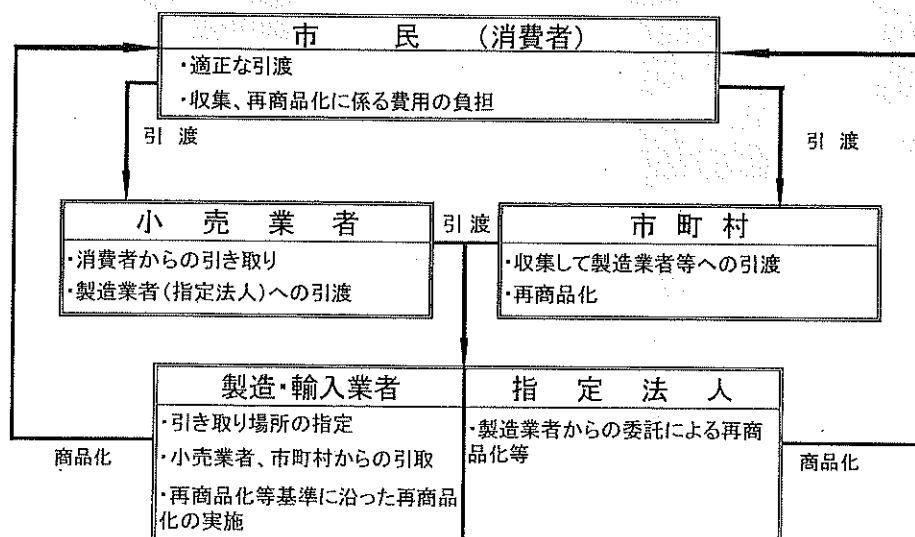 市民（消費者）
・適正な引渡
・収集、再商品化に係る費用の負担
引渡
引渡
小売業者
・消費者からの引き取り
・製造業者（指定法人）への引渡
引渡
市町村
・収集して製造業者等への引渡
・再商品化
製造・輸入業者
・引き取り場所の指定
・小売業者、市町村からの引取
・再商品化等基準に沿った再商品
化の実施
指定法人
・製造業者からの委託による再商
品化等
商品化
商品化